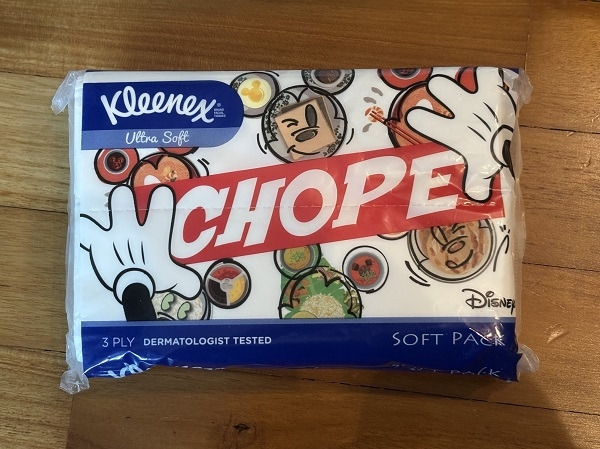 Kleenex
Ultra Soft
CHOPE
Disney
3 PLY DERMATOLOGIST TESTED
SOFT PACK